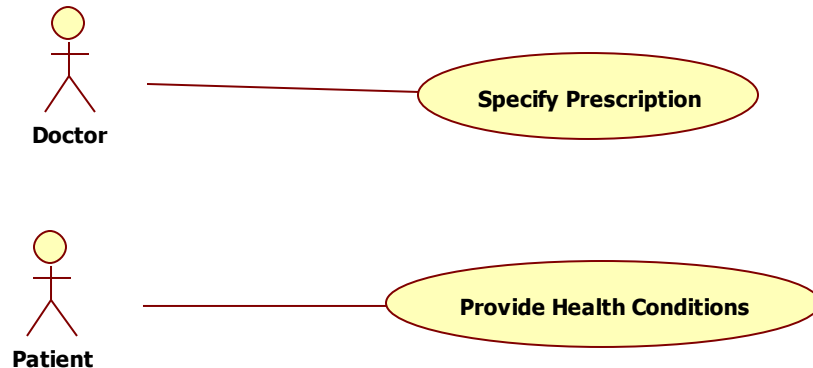 Specify Prescription
Doctor
Provide Health Conditions
Patient